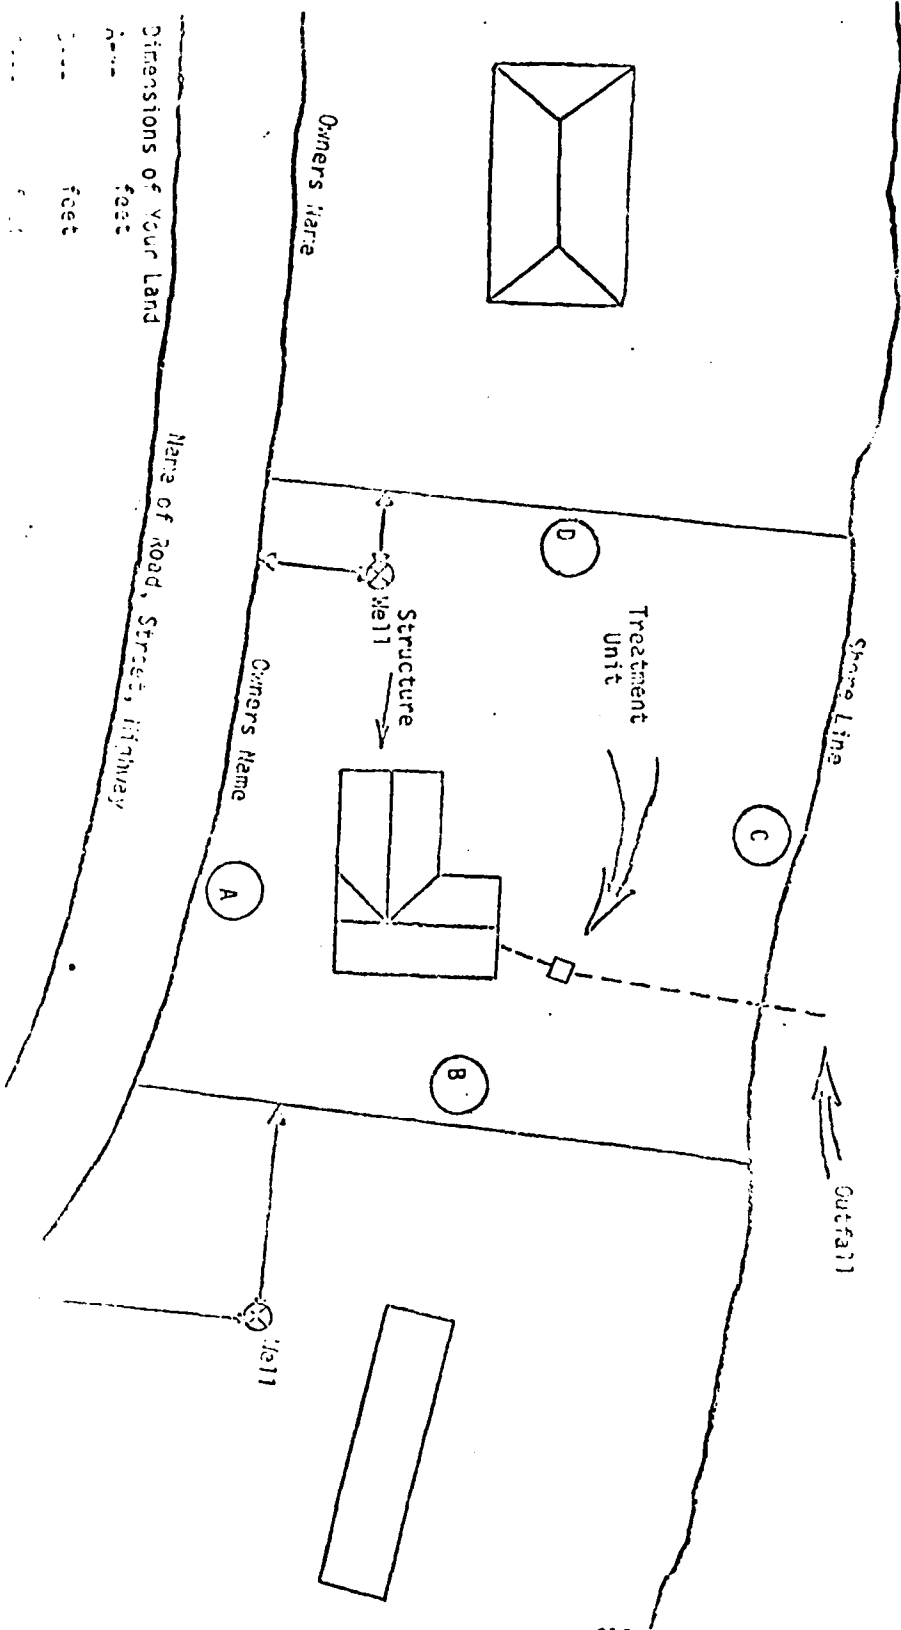 Shore Line
Outfall
C
Treatment
Unit
D
B
Structure
Well
Well
A
Owners Name
Owners Name
Name of Road, Street, Highway
Dimensions of Your Land
feet
feet